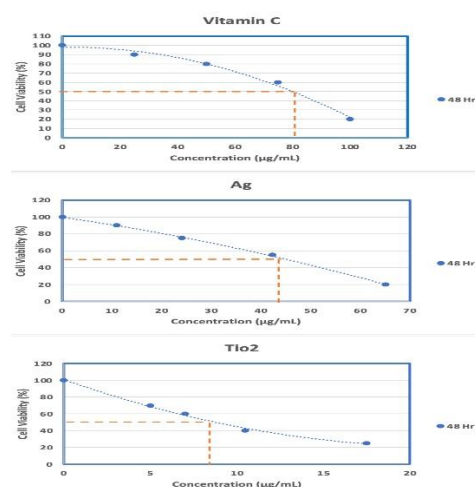 Vitamin C
Cell Viability (%)
110
100
90
80
70
60
50
40
30
20
10
0
0 20 40 60 80 100 120
Concentration (µg/mL)
48 Hr
Ag
Cell Viability (%)
120
100
80
60
40
20
0
0 10 20 30 40 50 60 70
Concentration (µg/mL)
48 Hr
Tio2
Cell Viability (%)
120
100
80
60
40
20
0
0 5 10 15 20
Concentration (µg/mL)
48 Hr